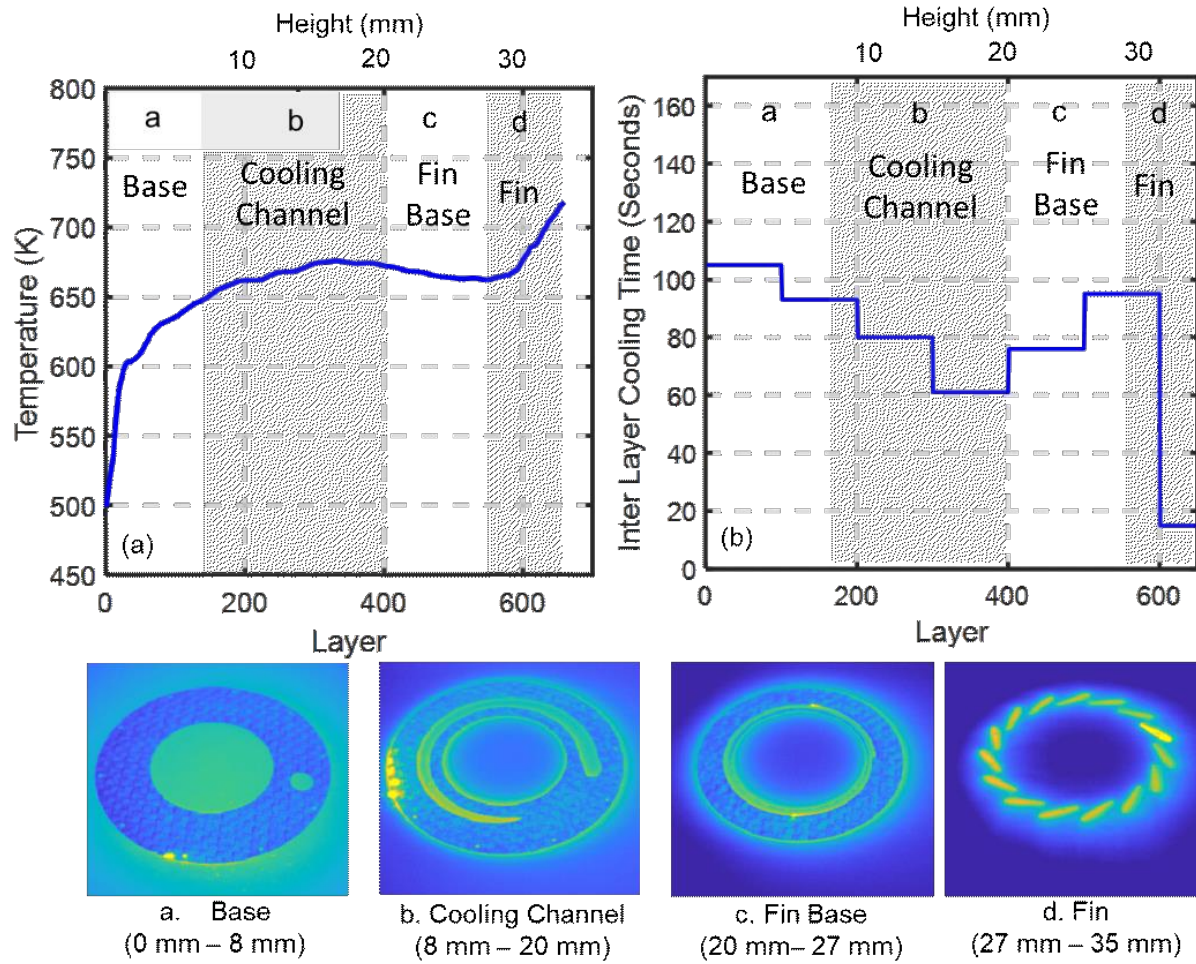 Height (mm)
10 20 30
800
750
700
650
600
550
500
450
Temperature (K)
a b c d
Base
Cooling
Channel
Fin
Base
Fin
(a)
0 200 400 600
Layer
Height (mm)
10 20 30
160
140
120
100
80
60
40
20
0
Inter Layer Cooling Time (Seconds)
a b c d
Base
Cooling
Channel
Fin
Base
Fin
(b)
0 200 400 600
Layer
a. Base
(0 mm – 8 mm)
b. Cooling Channel
(8 mm – 20 mm)
c. Fin Base
(20 mm– 27 mm)
d. Fin
(27 mm – 35 mm)